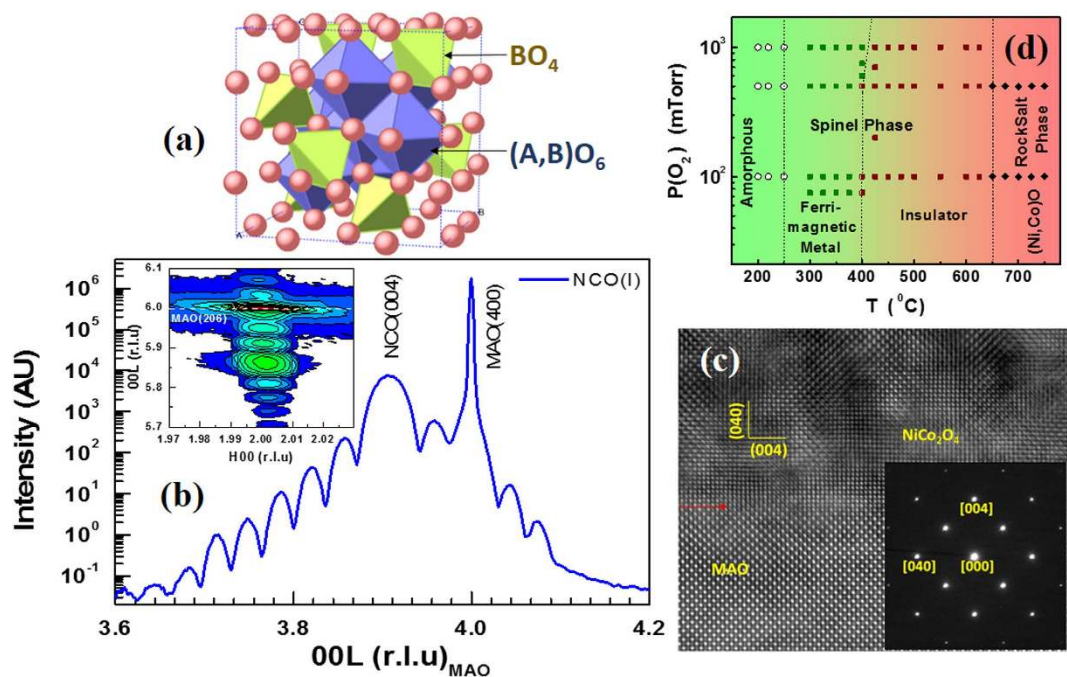 BO4
(a)
(A,B)O6
C
A
B
(d)
P(O2) (mTorr)
10^3
10^2
Amorphous
Spinel Phase
RockSalt
Phase
Ferri-
magnetic
Metal
Insulator
(Ni,Co)O
200 300 400 500 600 700
T (^0C)
Intensity (AU)
10^6
10^5
10^4
10^3
10^2
10^1
10^0
10^-1
6.1
6.0
5.9
5.8
5.7
00L (r.l.u)
MAO(206)
1.97 1.98 1.99 2.00 2.01 2.02
H00 (r.l.u)
NCO(004)
MAO(400)
NCO(I)
(b)
3.6 3.8 4.0 4.2
00L (r.l.u)MAO
(c)
(040)
(004)
NiCo2O4
MAO
[004]
[040]
[000]